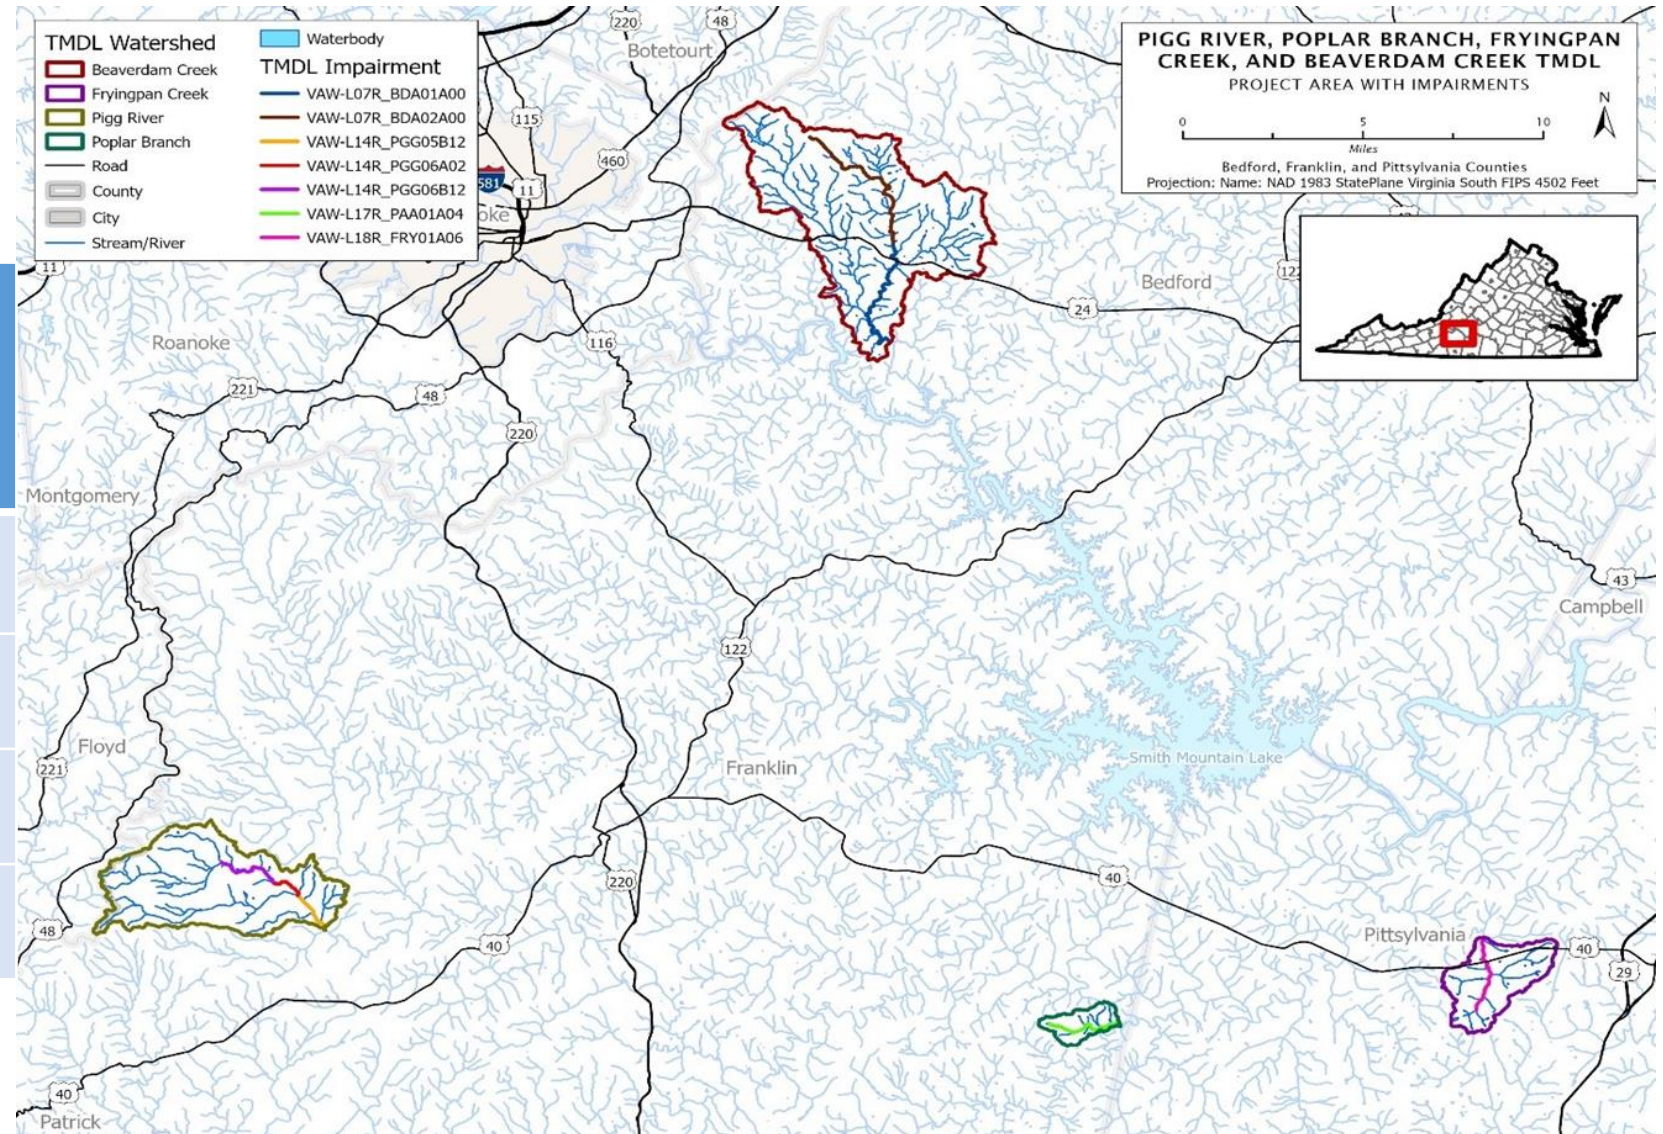 TMDL Watershed
Beaverdam Creek
Fryingpan Creek
Pigg River
Poplar Branch
Road
County
City
Stream/River
Waterbody
TMDL Impairment
VAW-L07R_BDA01A00
VAW-L07R_BDA02A00
VAW-L14R_PGG05B12
VAW-L14R_PGG06A02
VAW-L14R_PGG06B12
VAW-L17R_PAA01A04
VAW-L18R_FRY01A06
PIGG RIVER, POPLAR BRANCH, FRYINGPAN
CREEK, AND BEAVERDAM CREEK TMDL
PROJECT AREA WITH IMPAIRMENTS
N
0 5 10
Miles
Bedford, Franklin, and Pittsylvania Counties
Projection: Name: NAD 1983 StatePlane Virginia South FIPS 4502 Feet
220
48
Botetourt
115
460
581
11
oke
11
122
Bedford
24
Roanoke
116
221
48
220
Montgomery
43
Campbell
122
Floyd
221
Franklin
Smith Mountain Lake
220
40
48
40
Pittsylvania
40
29
40
Patrick